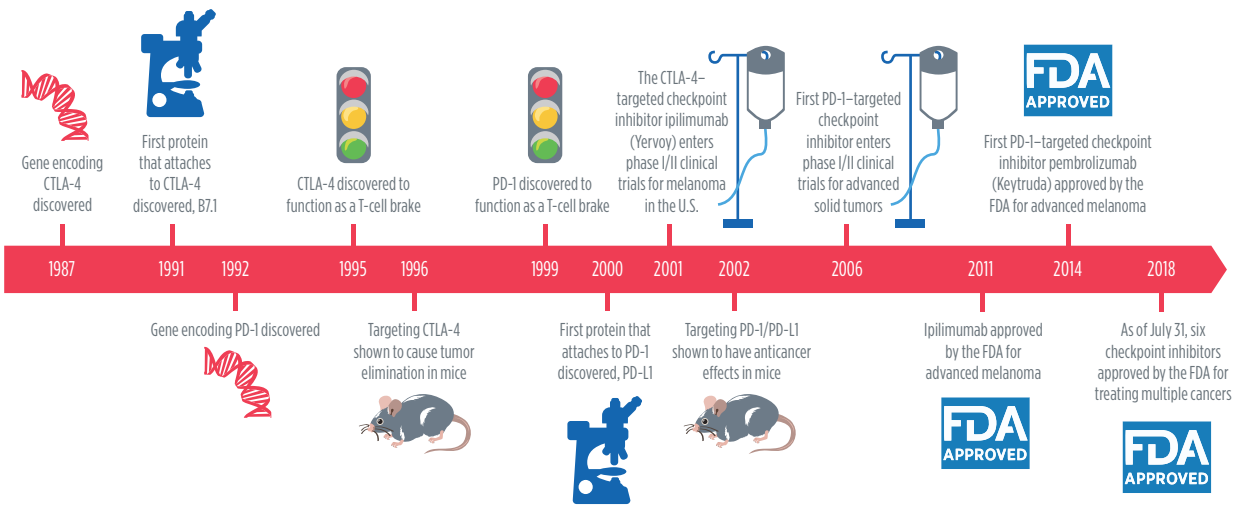 Gene encoding
CTLA-4
discovered
First protein
that attaches
to CTLA-4
discovered, B7.1
CTLA-4 discovered to
function as a T-cell brake
PD-1 discovered to
function as a T-cell brake
The CTLA-4–
targeted checkpoint
inhibitor ipilimumab
(Yervoy) enters
phase I/II clinical
trials for melanoma
in the U.S.
First PD-1–targeted
checkpoint
inhibitor enters
phase I/II clinical
trials for advanced
solid tumors
FDA
APPROVED
First PD-1–targeted checkpoint
inhibitor pembrolizumab
(Keytruda) approved by the
FDA for advanced melanoma
1987 1991 1992 1995 1996 1999 2000 2001 2002 2006 2011 2014 2018
Gene encoding PD-1 discovered
Targeting CTLA-4
shown to cause tumor
elimination in mice
First protein that
attaches to PD-1
discovered, PD-L1
Targeting PD-1/PD-L1
shown to have anticancer
effects in mice
Ipilimumab approved
by the FDA for
advanced melanoma
FDA
APPROVED
As of July 31, six
checkpoint inhibitors
approved by the FDA for
treating multiple cancers
FDA
APPROVED